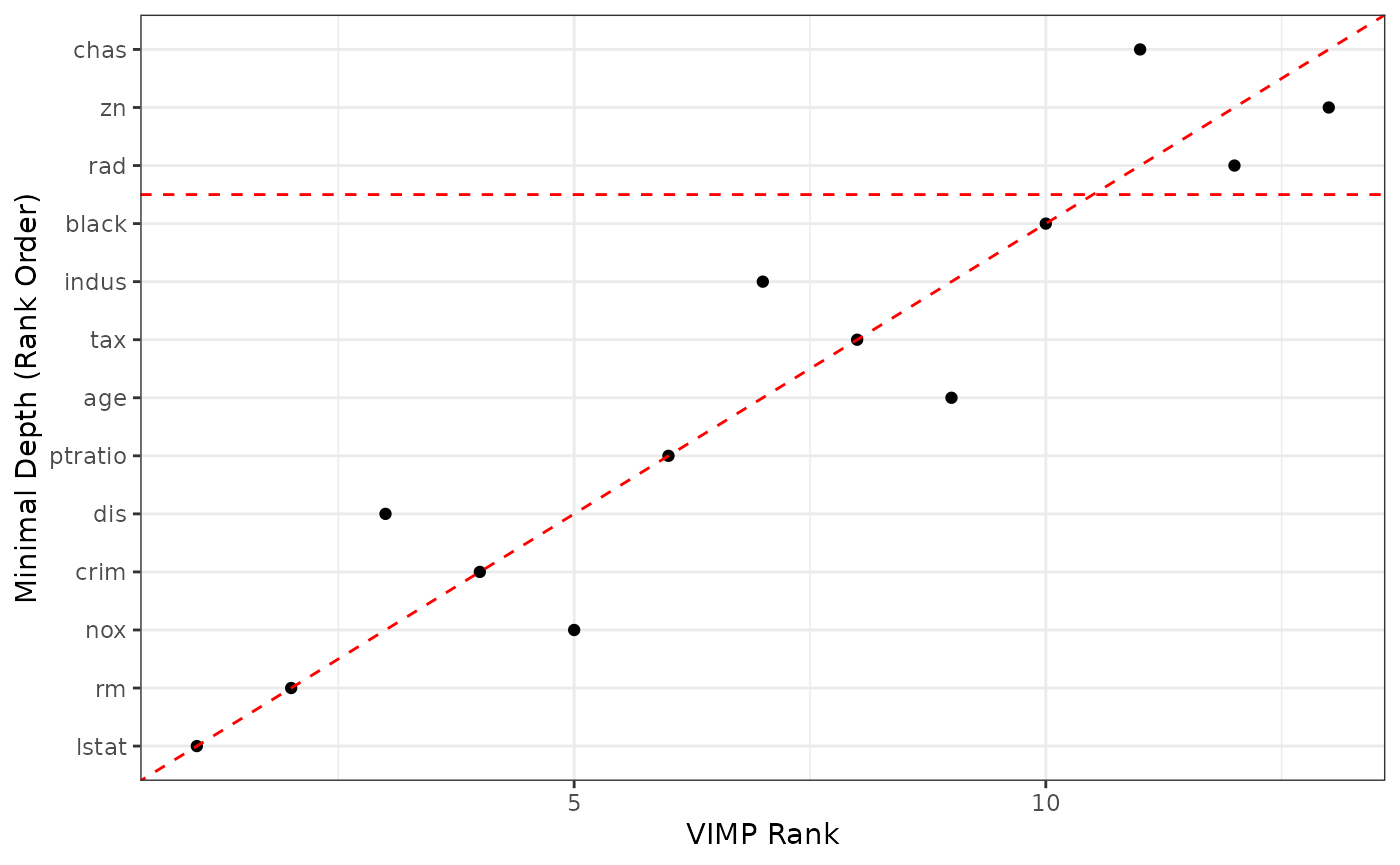 Minimal Depth (Rank Order)
chas
zn
rad
black
indus
tax
age
ptratio
dis
crim
nox
rm
lstat
5 10
VIMP Rank